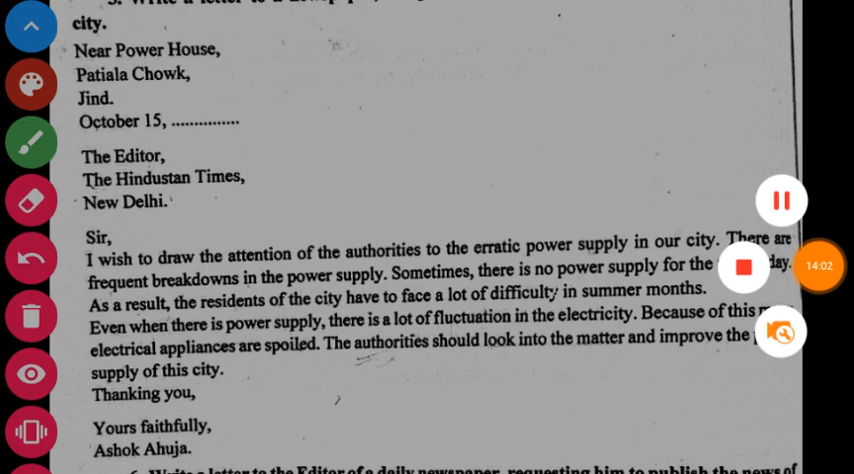 city.
Near Power House,
Patiala Chowk,
Jind.
October 15, ...............
The Editor,
The Hindustan Times,
New Delhi.
Sir,
I wish to draw the attention of the authorities to the erratic power supply in our city. There are
frequent breakdowns in the power supply. Sometimes, there is no power supply for the day.
As a result, the residents of the city have to face a lot of difficulty in summer months.
Even when there is power supply, there is a lot of fluctuation in the electricity. Because of this
electrical appliances are spoiled. The authorities should look into the matter and improve the
supply of this city.
Thanking you,
Yours faithfully,
Ashok Ahuja.
6. Write a letter to the Editor of a daily newspaper, requesting him to publish the news of
14:02